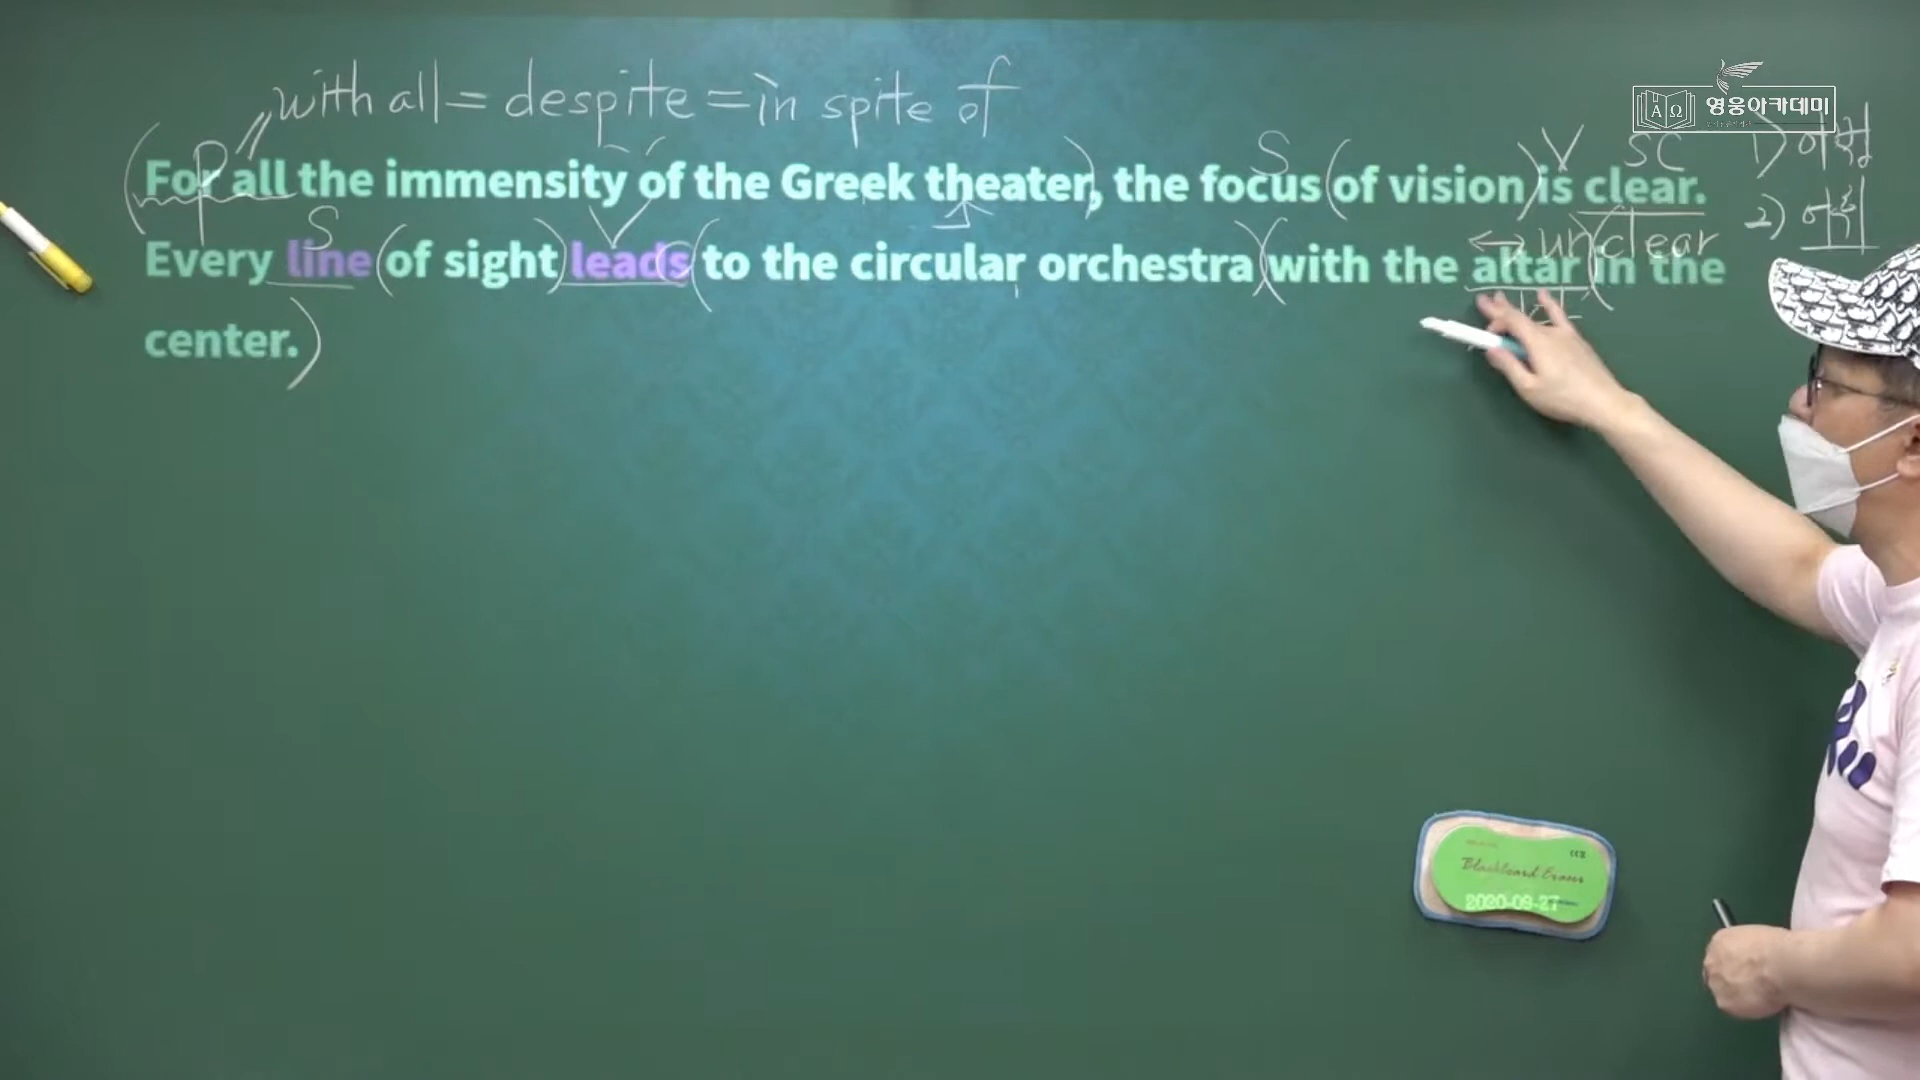 with all = despite = in spite of
영웅아카데미
A Ω
S V SC 1) 어법
P
For all the immensity of the Greek theater, the focus of vision is clear.
2) 어휘
S V ↔ unclear
Every line of sight leads to the circular orchestra with the altar in the
center.
Blackboard Eraser
2020-09-27